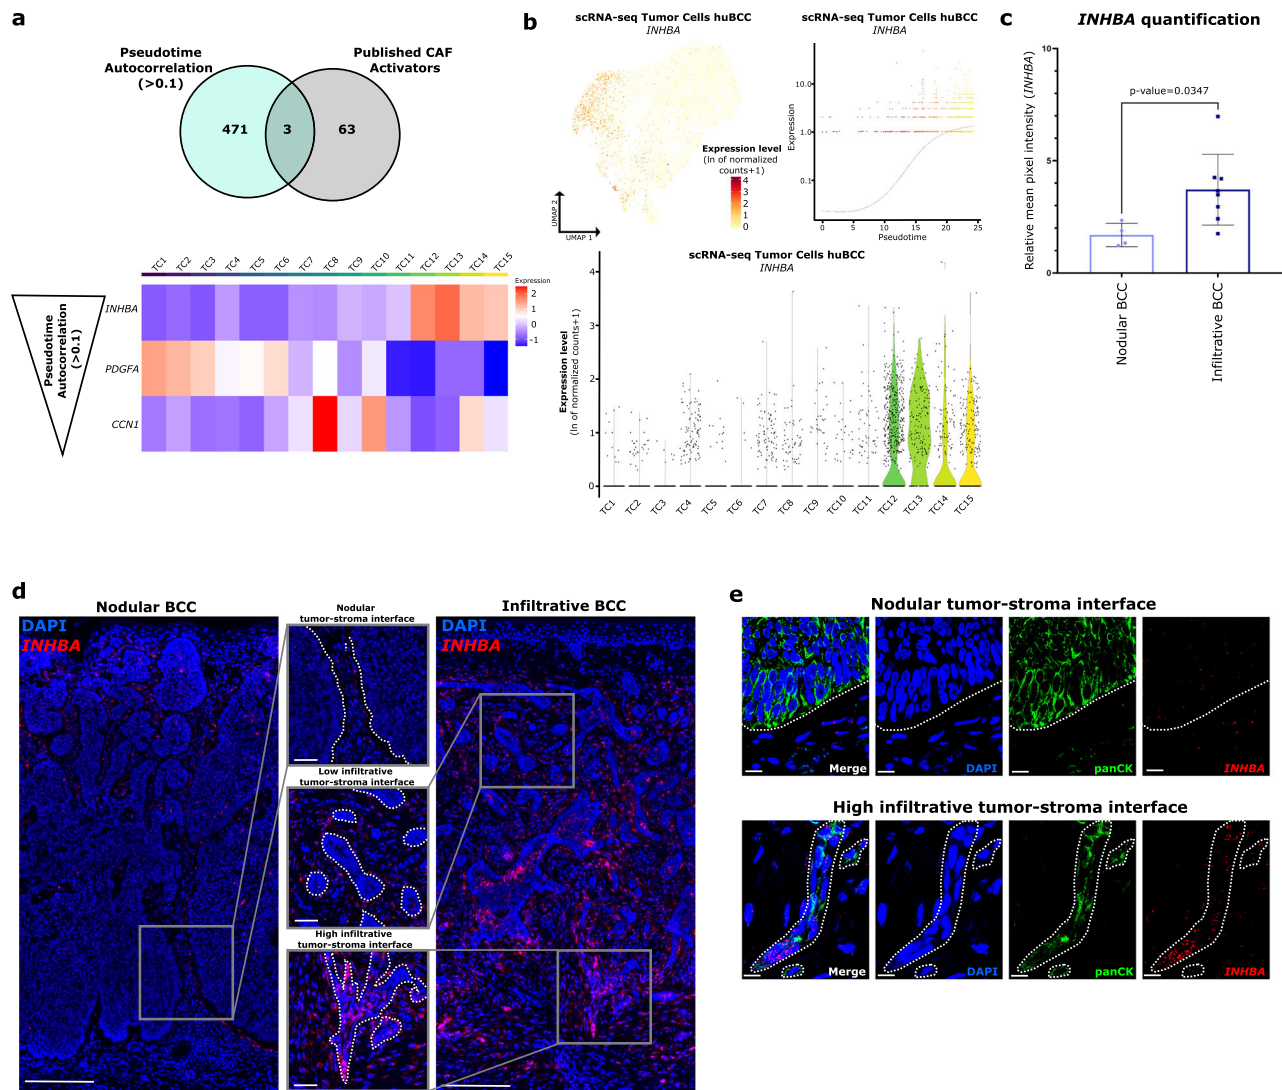 a
Pseudotime
Autocorrelation
(>0.1)
Published CAF
Activators
471
3
63
TC1
TC2
TC3
TC4
TC5
TC6
TC7
TC8
TC9
TC10
TC11
TC12
TC13
TC14
TC15
Expression
2
1
0
-1
Pseudotime
Autocorrelation
(>0.1)
INHBA
PDGFA
CCN1
b
scRNA-seq Tumor Cells huBCC
INHBA
Expression level
(ln of normalized
counts+1)
4
3
2
1
0
UMAP 2
UMAP 1
scRNA-seq Tumor Cells huBCC
INHBA
Expression
10.0
1.0
0.1
0
5
10
15
20
25
Pseudotime
scRNA-seq Tumor Cells huBCC
INHBA
Expression level
(ln of normalized counts+1)
4
3
2
1
0
TC1
TC2
TC3
TC4
TC5
TC6
TC7
TC8
TC9
TC10
TC11
TC12
TC13
TC14
TC15
c
INHBA quantification
Relative mean pixel intensity (INHBA)
10
5
0
p-value=0.0347
Nodular BCC
Infiltrative BCC
d
Nodular BCC
DAPI
INHBA
Nodular
tumor-stroma interface
Low infiltrative
tumor-stroma interface
High infiltrative
tumor-stroma interface
Infiltrative BCC
DAPI
INHBA
e
Nodular tumor-stroma interface
Merge
DAPI
panCK
INHBA
High infiltrative tumor-stroma interface
Merge
DAPI
panCK
INHBA